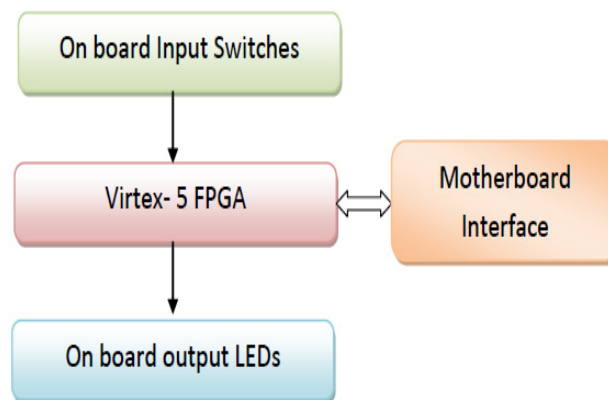 On board Input Switches
Virtex- 5 FPGA
Motherboard
Interface
On board output LEDs